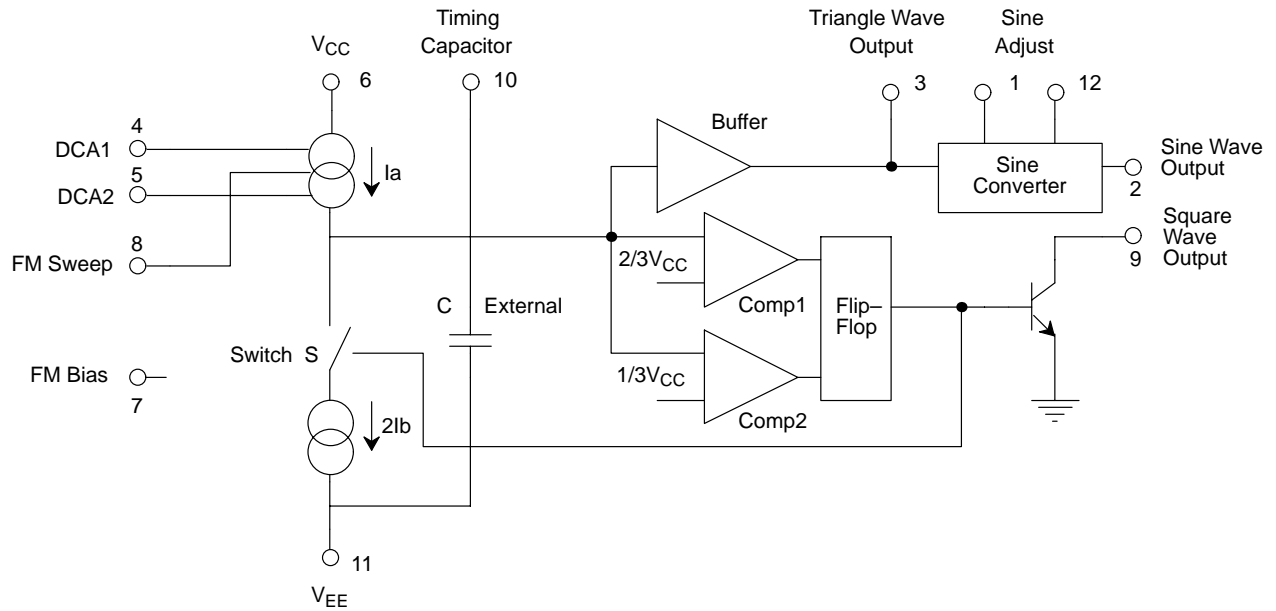 Timing
Capacitor
10
VCC
6
Triangle Wave
Output
3
Sine
Adjust
1
12
4
DCA1
5
DCA2
8
FM Sweep
Ia
Buffer
Sine
Converter
Sine Wave
Output
2
Square
Wave
Output
9
2/3VCC
Comp1
C
External
Flip–
Flop
Switch S
FM Bias
7
1/3VCC
Comp2
2Ib
11
VEE